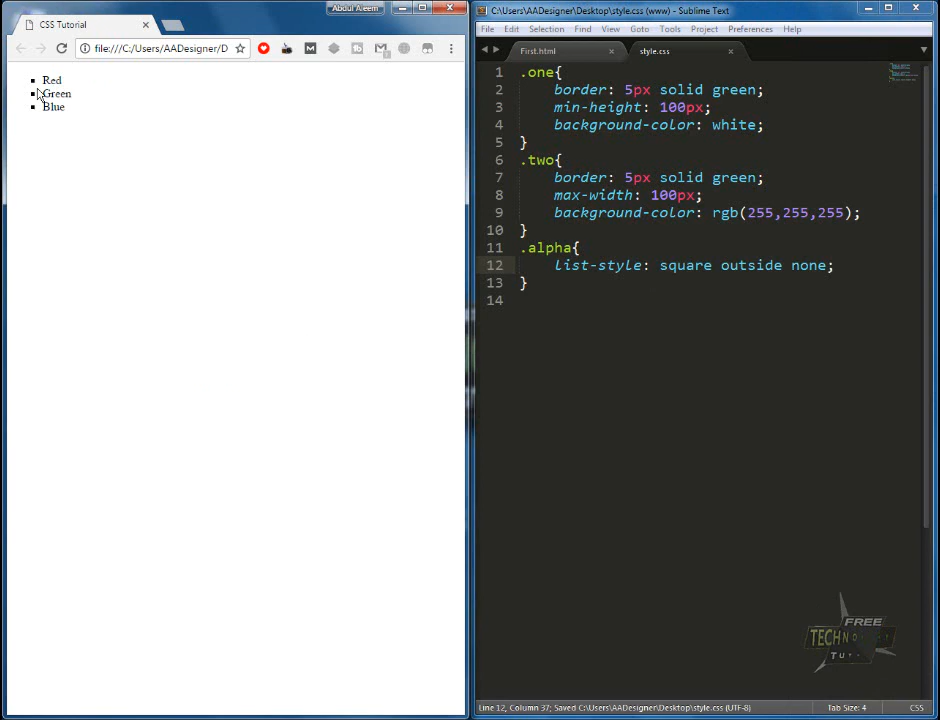 Abdul Aleem
CSS Tutorial
file:///C:/Users/AADesigner/D
Red
Green
Blue
C:\Users\AADesigner\Desktop\style.css (www) - Sublime Text
File Edit Selection Find View Goto Tools Project Preferences Help
First.html style.css
1 .one{
2 border: 5px solid green;
3 min-height: 100px;
4 background-color: white;
5 }
6 .two{
7 border: 5px solid green;
8 max-width: 100px;
9 background-color: rgb(255,255,255);
10 }
11 .alpha{
12 list-style: square outside none;
13 }
14
FREE
Line 12, Column 37; Saved C:\Users\AADesigner\Desktop\style.css (UTF-8) Tab Size: 4 CSS